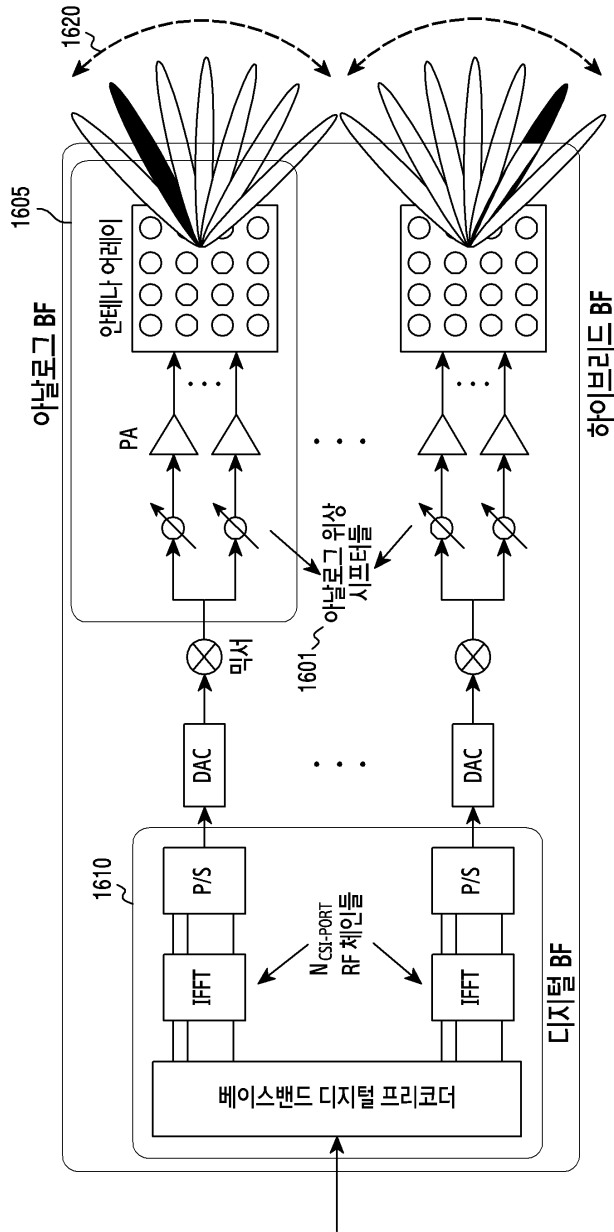 1620
1605
아날로그 BF
안테나 어레이
PA
믹서
DAC
1610
P/S
IFFT
베이스밴드 디지털 프리코더
N_CSI-PORT
RF 체인들
1601
아날로그 위상
시프터들
DAC
P/S
IFFT
디지털 BF
하이브리드 BF